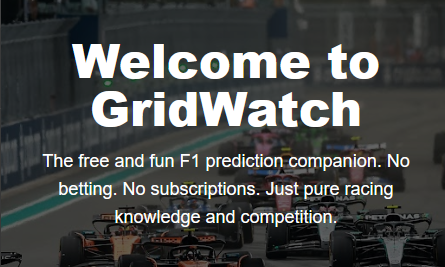 Welcome to
GridWatch
The free and fun F1 prediction companion. No
betting. No subscriptions. Just pure racing
knowledge and competition.